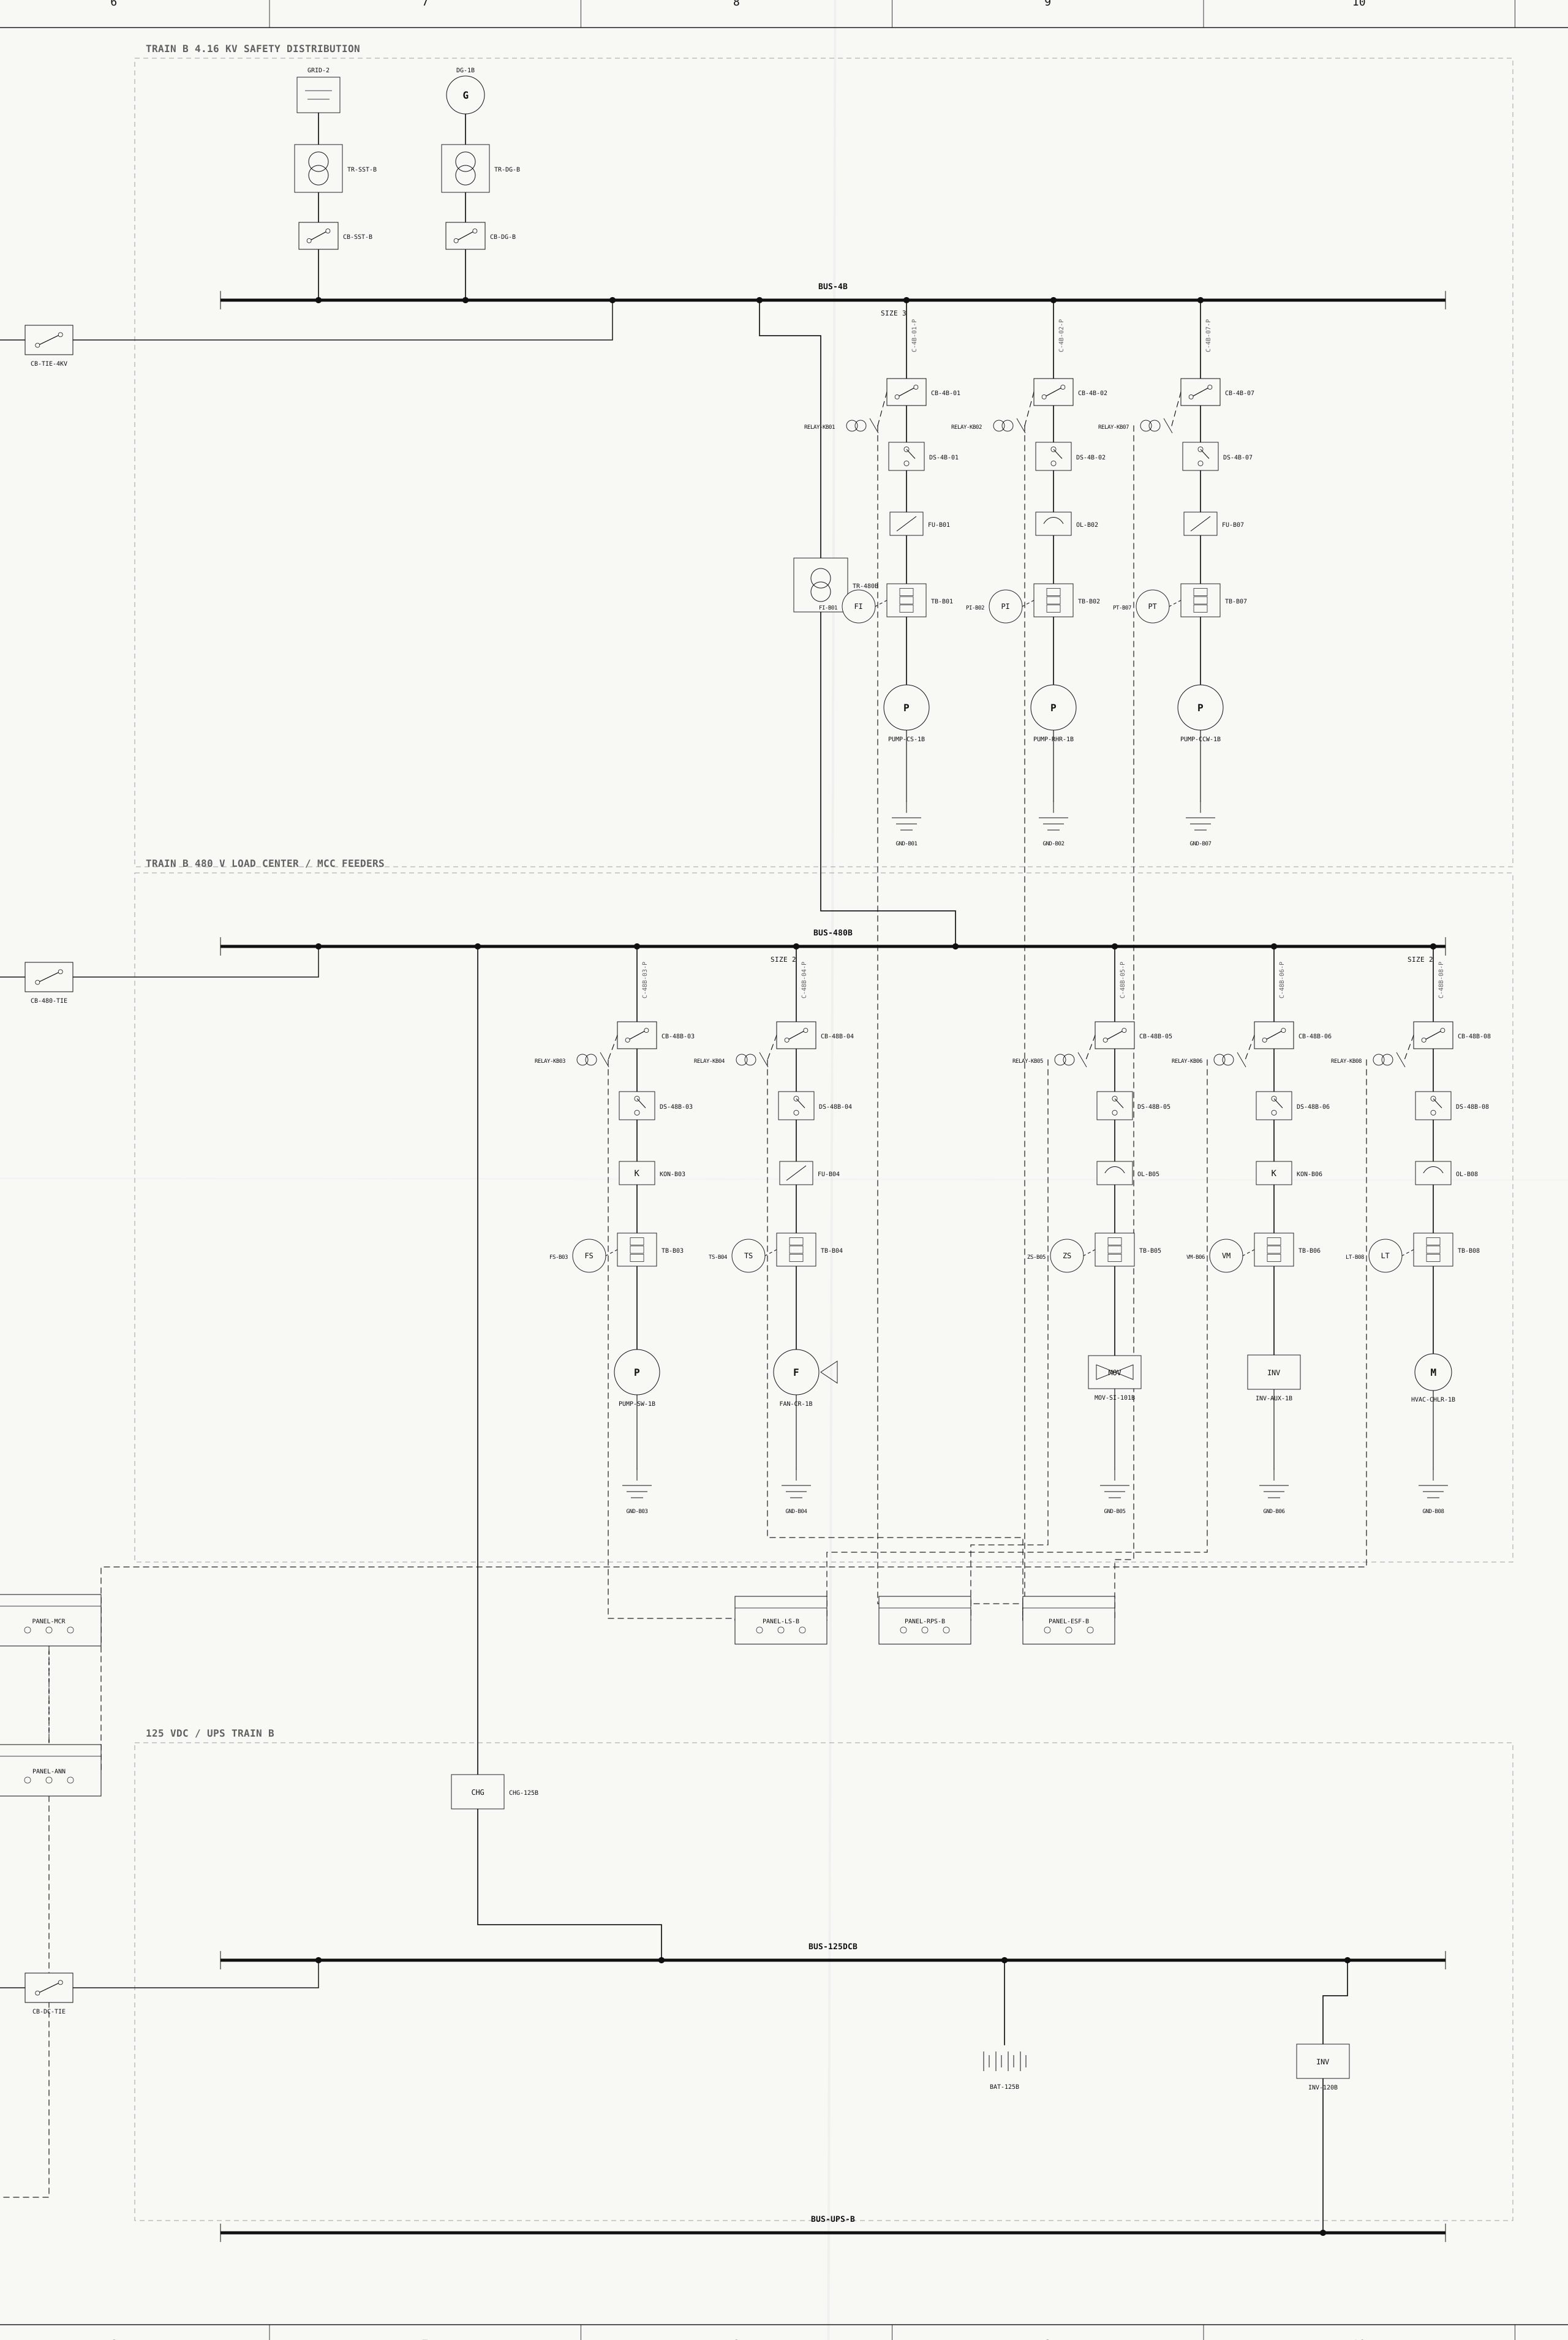 6 7 8 9 10
TRAIN B 4.16 KV SAFETY DISTRIBUTION
GRID-2 DG-1B
G
TR-SST-B TR-DG-B
CB-SST-B CB-DG-B
BUS-4B
SIZE 3
C-4B-01-P C-4B-02-P C-4B-07-P
CB-TIE-4KV
CB-4B-01 CB-4B-02 CB-4B-07
RELAY-KB01 RELAY-KB02 RELAY-KB07
DS-4B-01 DS-4B-02 DS-4B-07
FU-B01 OL-B02 FU-B07
TR-480B
FI-B01 FI TB-B01 PI-B02 PI TB-B02 PT-B07 PT TB-B07
P P P
PUMP-CS-1B PUMP-RHR-1B PUMP-CCW-1B
GND-B01 GND-B02 GND-B07
TRAIN B 480 V LOAD CENTER / MCC FEEDERS
BUS-480B
SIZE 2 SIZE 2
C-48B-03-P C-48B-04-P C-48B-05-P C-48B-06-P C-48B-08-P
CB-480-TIE
CB-48B-03 CB-48B-04 CB-48B-05 CB-48B-06 CB-48B-08
RELAY-KB03 RELAY-KB04 RELAY-KB05 RELAY-KB06 RELAY-KB08
DS-48B-03 DS-48B-04 DS-48B-05 DS-48B-06 DS-48B-08
K KON-B03 FU-B04 OL-B05 K KON-B06 OL-B08
FS-B03 FS TB-B03 TS-B04 TS TB-B04 ZS-B05 ZS TB-B05 VM-B06 VM TB-B06 LT-B08 LT TB-B08
P F MOV INV M
PUMP-SW-1B FAN-CR-1B MOV-SI-101B INV-AUX-1B HVAC-CHLR-1B
GND-B03 GND-B04 GND-B05 GND-B06 GND-B08
PANEL-MCR PANEL-LS-B PANEL-RPS-B PANEL-ESF-B
125 VDC / UPS TRAIN B
PANEL-ANN
CHG CHG-125B
BUS-125DCB
CB-DC-TIE
INV
BAT-125B INV-120B
BUS-UPS-B